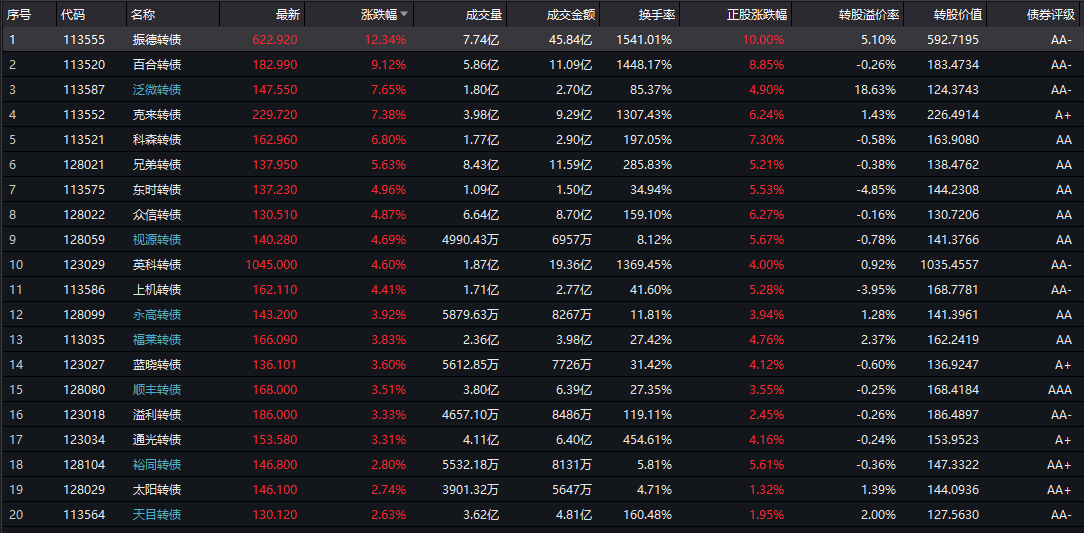 序号 代码 名称 最新 涨跌幅 成交量 成交金额 换手率 正股涨跌幅 转股溢价率 转股价值 债券评级
1 113555 振德转债 622.920 12.34% 7.74亿 45.84亿 1541.01% 10.00% 5.10% 592.7195 AA-
2 113520 百合转债 182.990 9.12% 5.86亿 11.09亿 1448.17% 8.85% -0.26% 183.4734 AA-
3 113587 泛微转债 147.550 7.65% 1.80亿 2.70亿 85.37% 4.90% 18.63% 124.3743 AA-
4 113552 克来转债 229.720 7.38% 3.98亿 9.29亿 1307.43% 6.24% 1.43% 226.4914 A+
5 113521 科森转债 162.960 6.80% 1.77亿 2.90亿 197.05% 7.30% -0.58% 163.9080 AA
6 128021 兄弟转债 137.950 5.63% 8.43亿 11.59亿 285.83% 5.21% -0.38% 138.4762 AA
7 113575 东时转债 137.230 4.96% 1.09亿 1.50亿 34.94% 5.53% -4.85% 144.2308 AA
8 128022 众信转债 130.510 4.87% 6.64亿 8.70亿 159.10% 6.27% -0.16% 130.7206 AA
9 128059 视源转债 140.280 4.69% 4990.43万 6957万 8.12% 5.67% -0.78% 141.3766 AA
10 123029 英科转债 1045.000 4.60% 1.87亿 19.36亿 1369.45% 4.00% 0.92% 1035.4557 AA-
11 113586 上机转债 162.110 4.41% 1.71亿 2.77亿 41.60% 5.28% -3.95% 168.7781 AA-
12 128099 永高转债 143.200 3.92% 5879.63万 8267万 11.81% 3.94% 1.28% 141.3961 AA
13 113035 福莱转债 166.090 3.83% 2.36亿 3.98亿 27.42% 4.76% 2.37% 162.2419 AA
14 123027 蓝晓转债 136.101 3.60% 5612.85万 7726万 31.42% 4.12% -0.60% 136.9247 A+
15 128080 顺丰转债 168.000 3.51% 3.80亿 6.39亿 27.35% 3.55% -0.25% 168.4184 AAA
16 123018 溢利转债 186.000 3.33% 4657.10万 8486万 119.11% 2.45% -0.26% 186.4897 AA-
17 123034 通光转债 153.580 3.31% 4.11亿 6.40亿 454.61% 4.16% -0.24% 153.9523 A+
18 128104 裕同转债 146.800 2.80% 5532.18万 8131万 5.81% 5.61% -0.36% 147.3322 AA+
19 128029 太阳转债 146.100 2.74% 3901.32万 5647万 4.71% 1.32% 1.39% 144.0936 AA+
20 113564 天目转债 130.120 2.63% 3.62亿 4.81亿 160.48% 1.95% 2.00% 127.5630 AA-